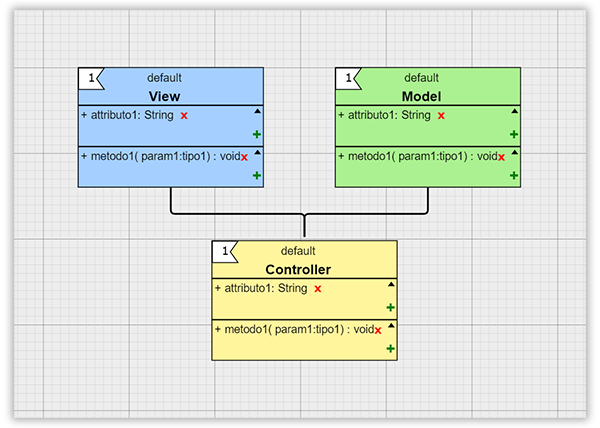 1
default
View
+ attributo1: String x
+
+ metodo1( param1:tipo1) : void x
+
1
default
Model
+ attributo1: String x
+
+ metodo1( param1:tipo1) : void x
+
1
default
Controller
+ attributo1: String x
+
+ metodo1( param1:tipo1) : void x
+